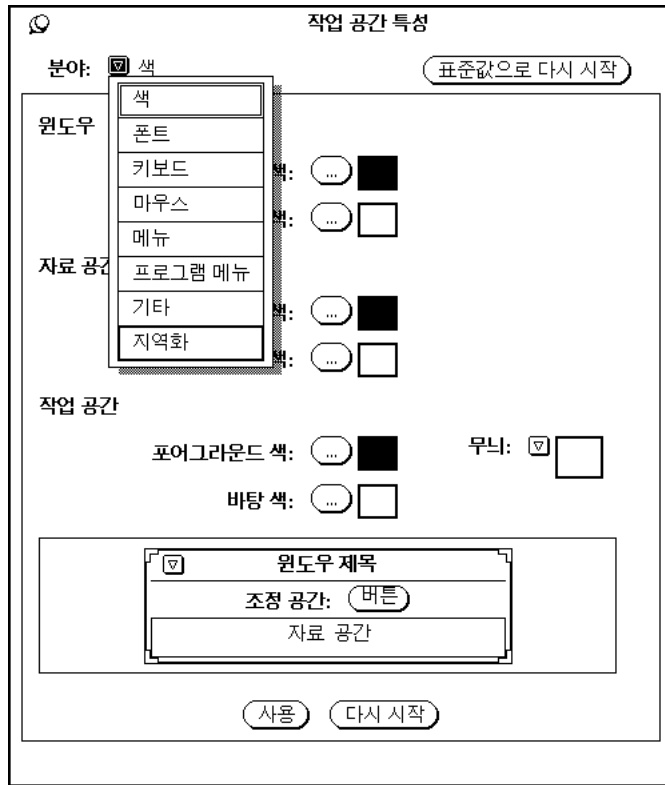 작업 공간 특성
분야: 색
표준값으로 다시 시작
색
폰트
키보드
마우스
메뉴
프로그램 메뉴
기타
지역화
윈도우
색: ...
색: ...
자료 공간
색: ...
색: ...
작업 공간
포어그라운드 색: ...
무늬:
바탕 색: ...
윈도우 제목
조정 공간: 버튼
자료 공간
사용 다시 시작